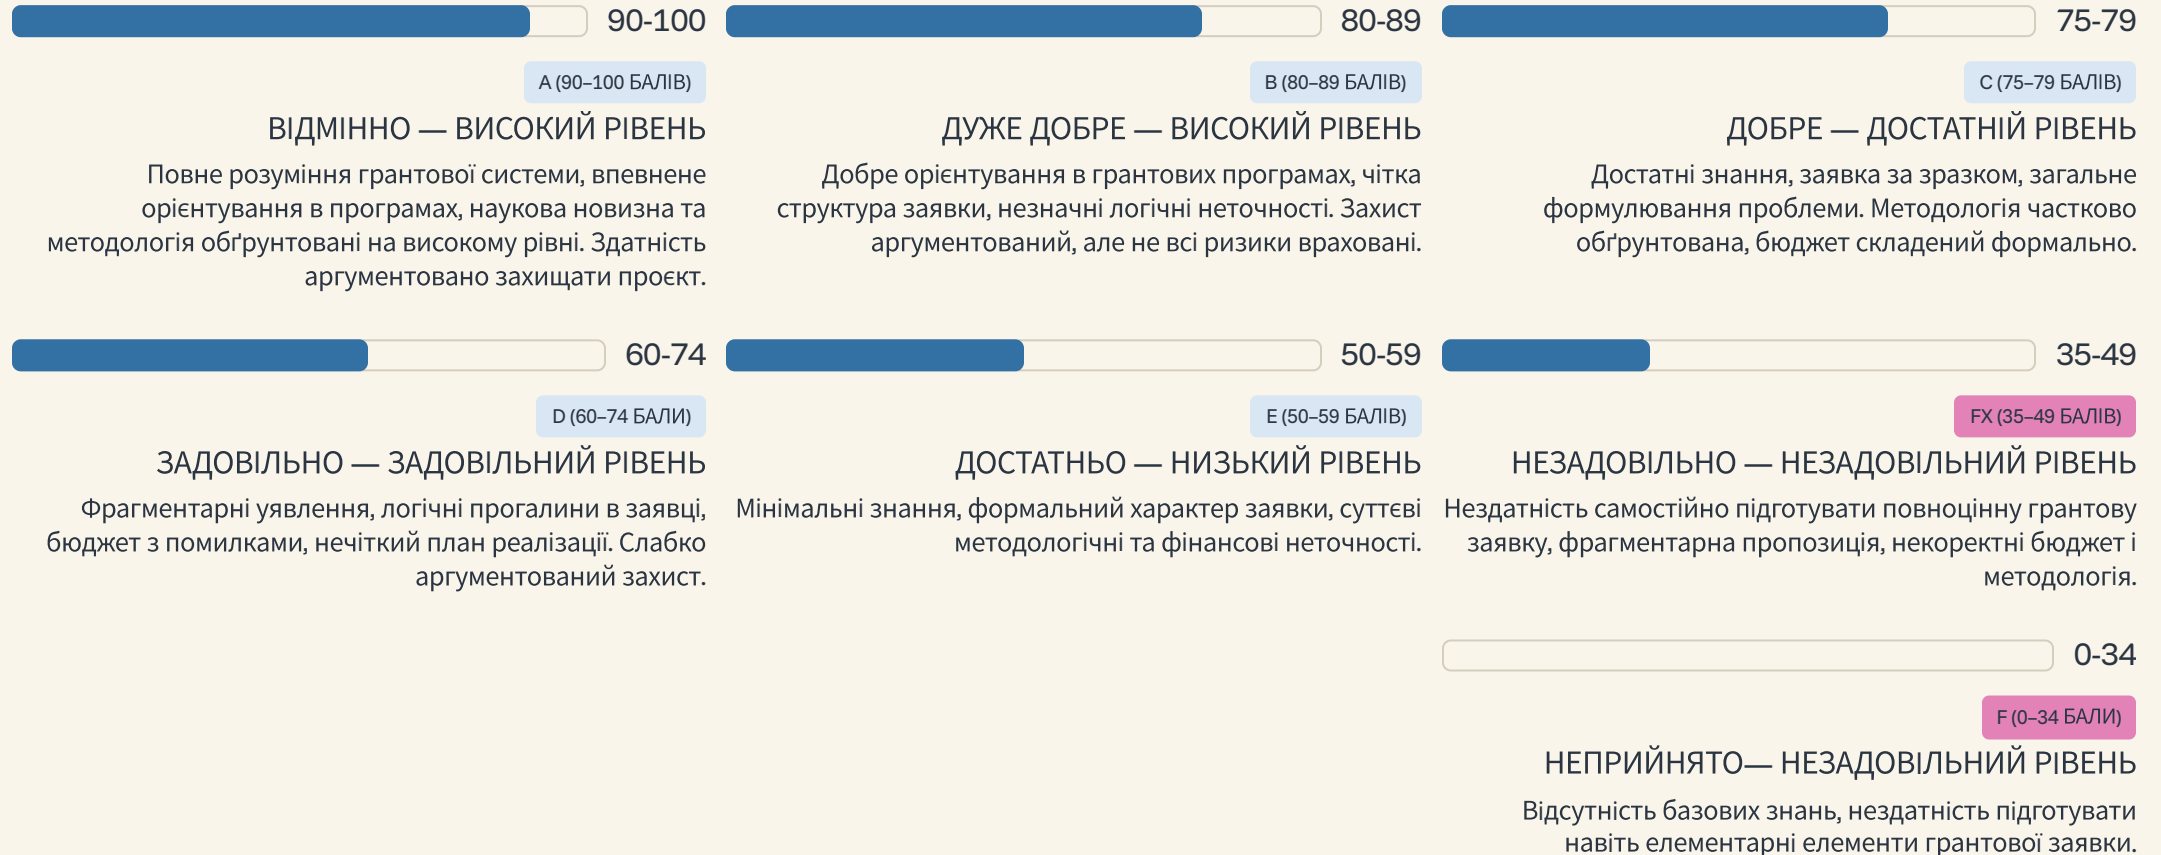 90-100
A (90–100 БАЛІВ)
ВІДМІННО — ВИСОКИЙ РІВЕНЬ
Повне розуміння грантової системи, впевнене
орієнтування в програмах, наукова новизна та
методологія обґрунтовані на високому рівні. Здатність
аргументовано захищати проєкт.
80-89
B (80–89 БАЛІВ)
ДУЖЕ ДОБРЕ — ВИСОКИЙ РІВЕНЬ
Добре орієнтування в грантових програмах, чітка
структура заявки, незначні логічні неточності. Захист
аргументований, але не всі ризики враховані.
75-79
C (75–79 БАЛІВ)
ДОБРЕ — ДОСТАТНІЙ РІВЕНЬ
Достатні знання, заявка за зразком, загальне
формулювання проблеми. Методологія частково
обґрунтована, бюджет складений формально.
60-74
D (60–74 БАЛИ)
ЗАДОВІЛЬНО — ЗАДОВІЛЬНИЙ РІВЕНЬ
Фрагментарні уявлення, логічні прогалини в заявці,
бюджет з помилками, нечіткий план реалізації. Слабко
аргументований захист.
50-59
E (50–59 БАЛІВ)
ДОСТАТНЬО — НИЗЬКИЙ РІВЕНЬ
Мінімальні знання, формальний характер заявки, суттєві
методологічні та фінансові неточності.
35-49
FX (35–49 БАЛІВ)
НЕЗАДОВІЛЬНО — НЕЗАДОВІЛЬНИЙ РІВЕНЬ
Нездатність самостійно підготувати повноцінну грантову
заявку, фрагментарна пропозиція, некоректні бюджет і
методологія.
0-34
F (0–34 БАЛИ)
НЕПРИЙНЯТО— НЕЗАДОВІЛЬНИЙ РІВЕНЬ
Відсутність базових знань, нездатність підготувати
навіть елементарні елементи грантової заявки.